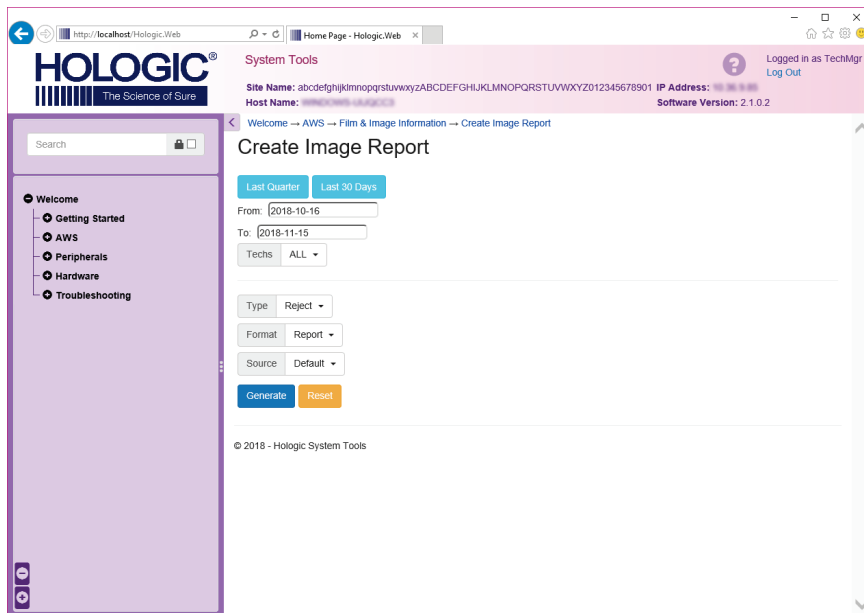 http://localhost/Hologic.Web
Home Page - Hologic.Web
HOLOGIC®
The Science of Sure
System Tools
Logged in as TechMgr
Log Out
Site Name: abcdefghijklmnopqrstuvwxyzABCDEFGHIJKLMNOPQRSTUVWXYZ012345678901 IP Address:
Host Name:
Software Version: 2.1.0.2
Welcome → AWS → Film & Image Information → Create Image Report
Search
Create Image Report
Last Quarter Last 30 Days
From: 2018-10-16
To: 2018-11-15
Techs ALL
Welcome
Getting Started
AWS
Peripherals
Hardware
Troubleshooting
Type Reject
Format Report
Source Default
Generate Reset
© 2018 - Hologic System Tools